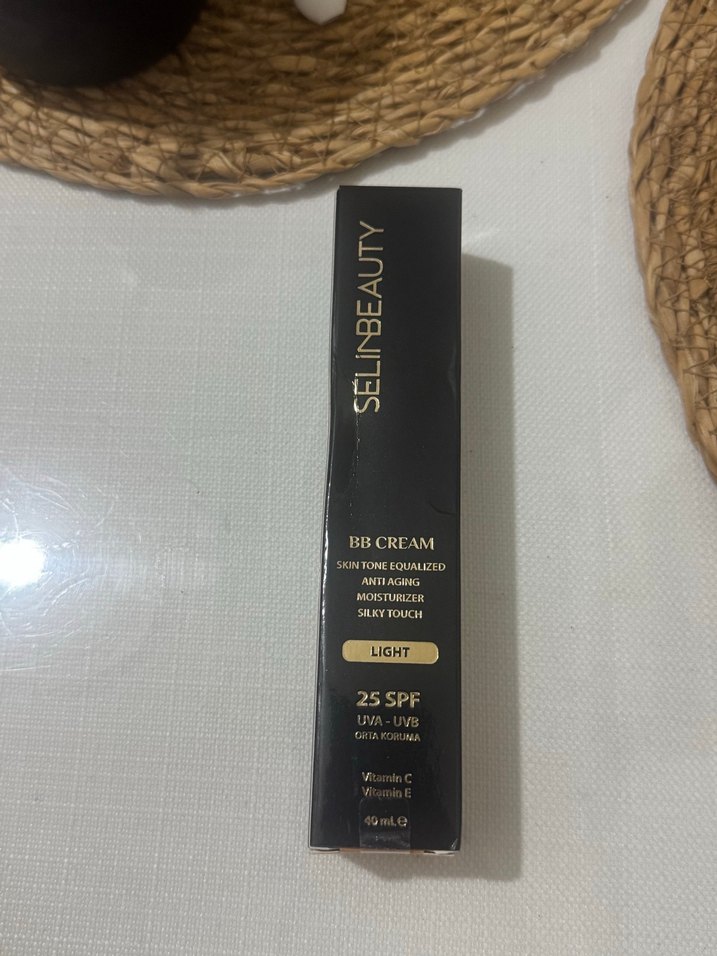 SÉLINBEAUTY
BB CREAM
SKIN TONE EQUALIZED
ANTI AGING
MOISTURIZER
SILKY TOUCH
LIGHT
25 SPF
UVA - UVB
ORTA KORUMA
Vitamin C
Vitamin E
40 mL ℮